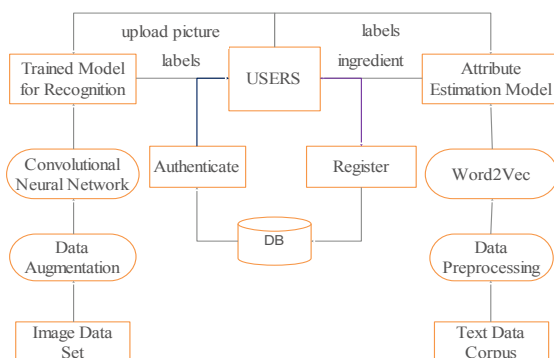 upload picture
labels
Trained Model
for Recognition
labels
USERS
ingredient
Attribute
Estimation Model
Convolutional
Neural Network
Authenticate
Register
Word2Vec
DB
Data
Augmentation
Data
Preprocessing
Image Data
Set
Text Data
Corpus